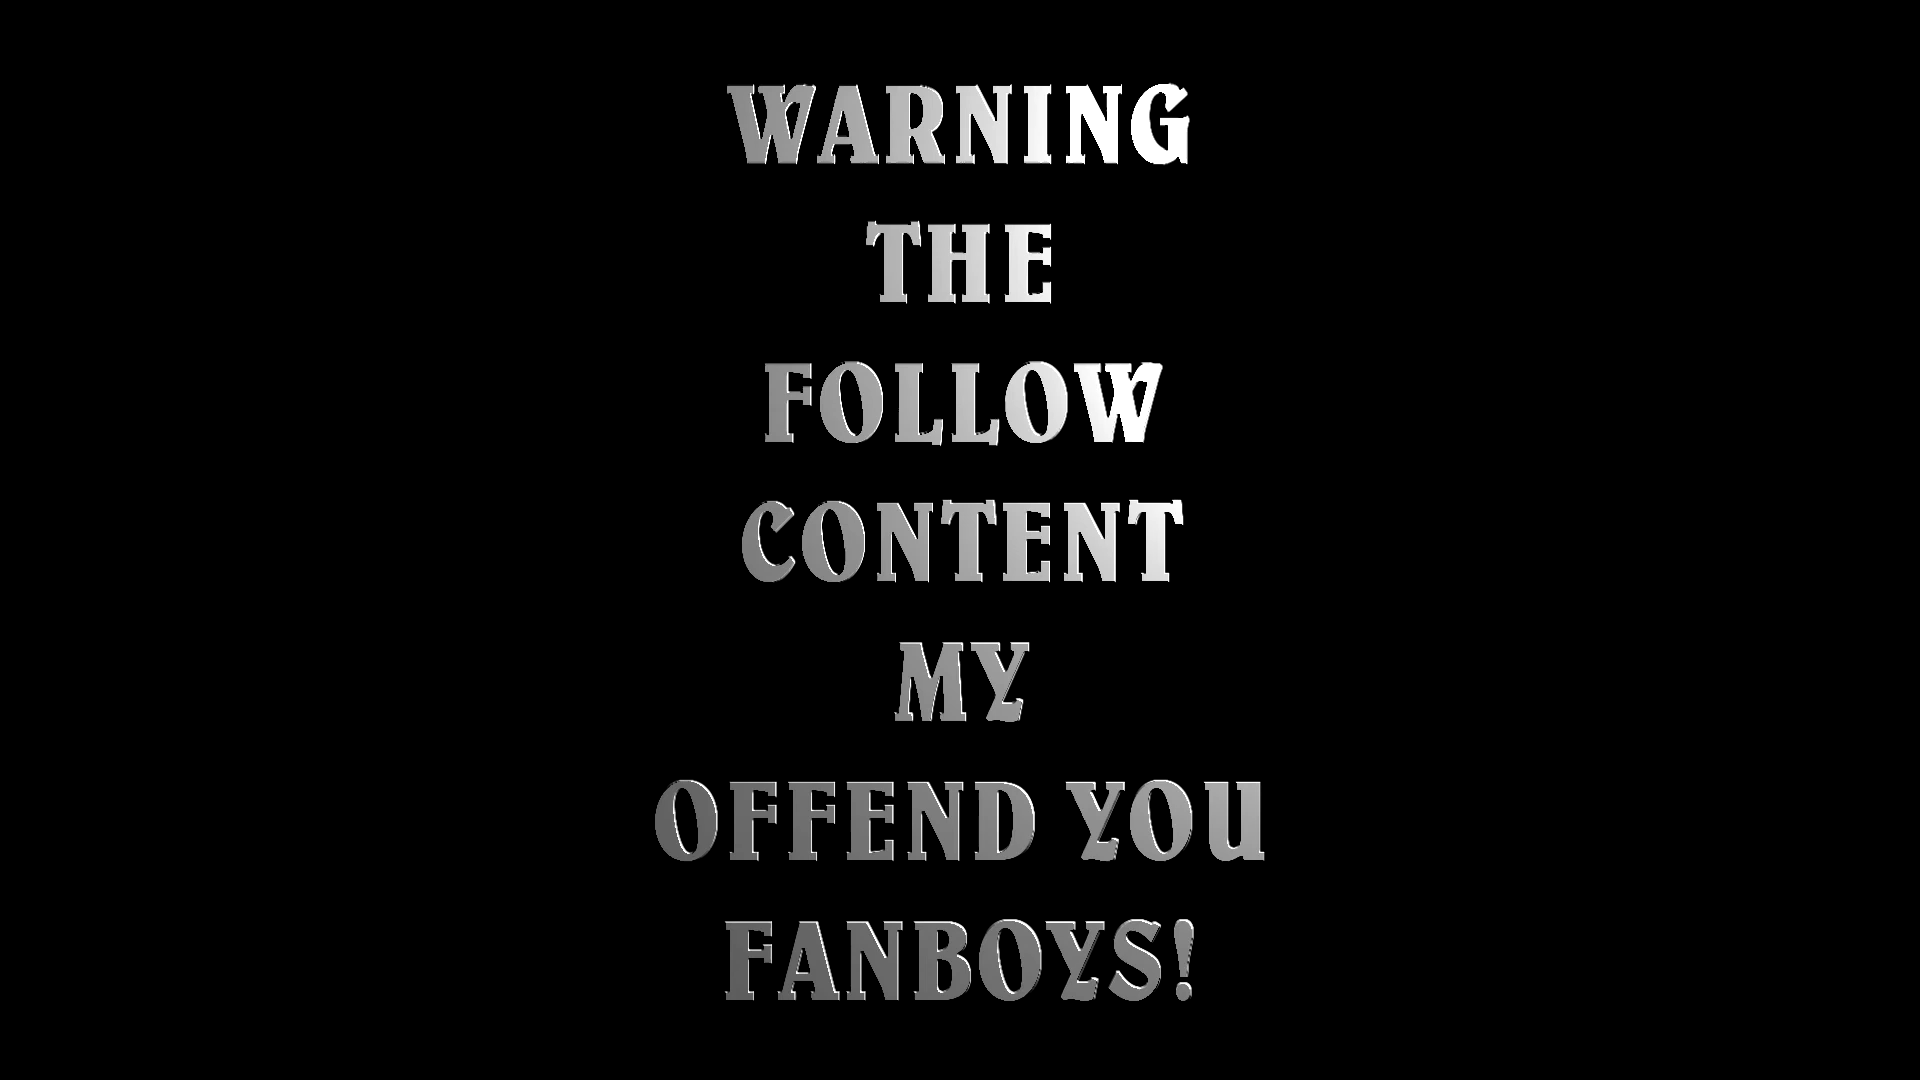 WARNING
THE
FOLLOW
CONTENT
MY
OFFEND YOU
FANBOYS!